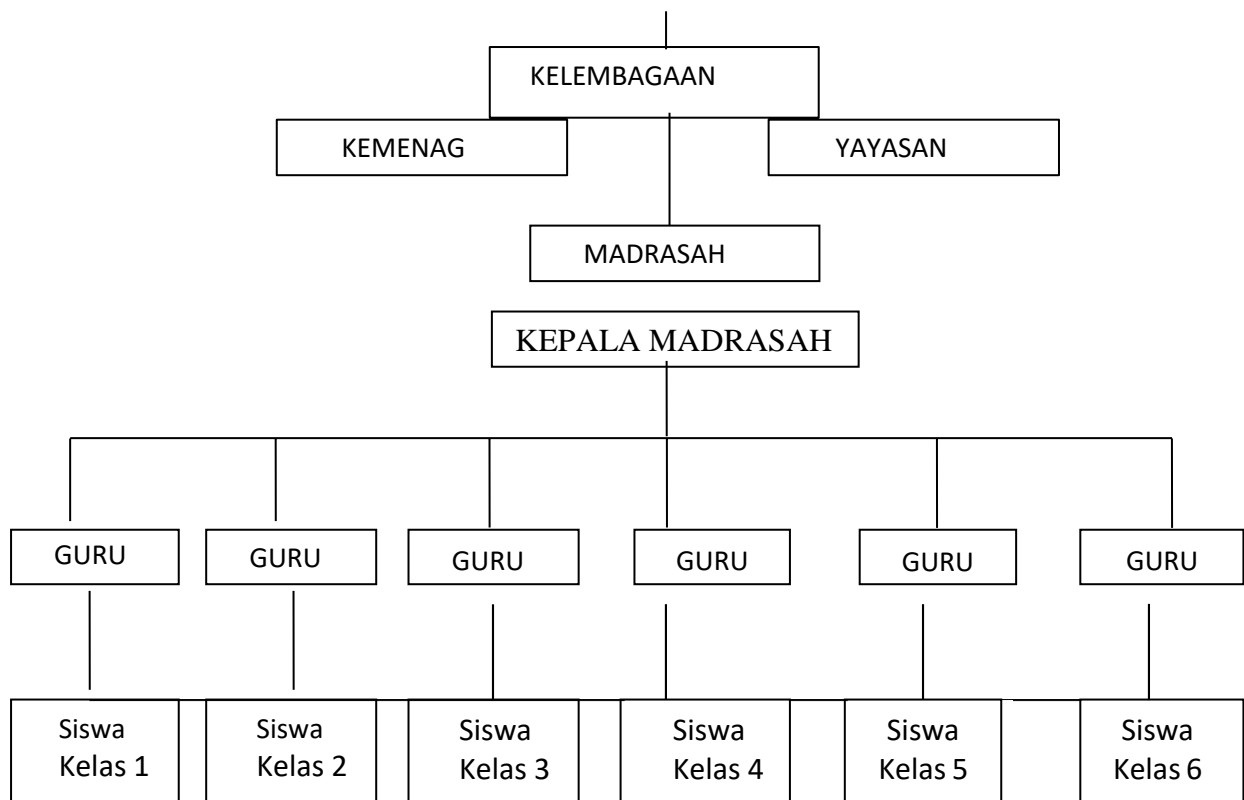 KELEMBAGAAN
KEMENAG
YAYASAN
MADRASAH
KEPALA MADRASAH
GURU
GURU
GURU
GURU
GURU
GURU
Siswa
Kelas 1
Siswa
Kelas 2
Siswa
Kelas 3
Siswa
Kelas 4
Siswa
Kelas 5
Siswa
Kelas 6